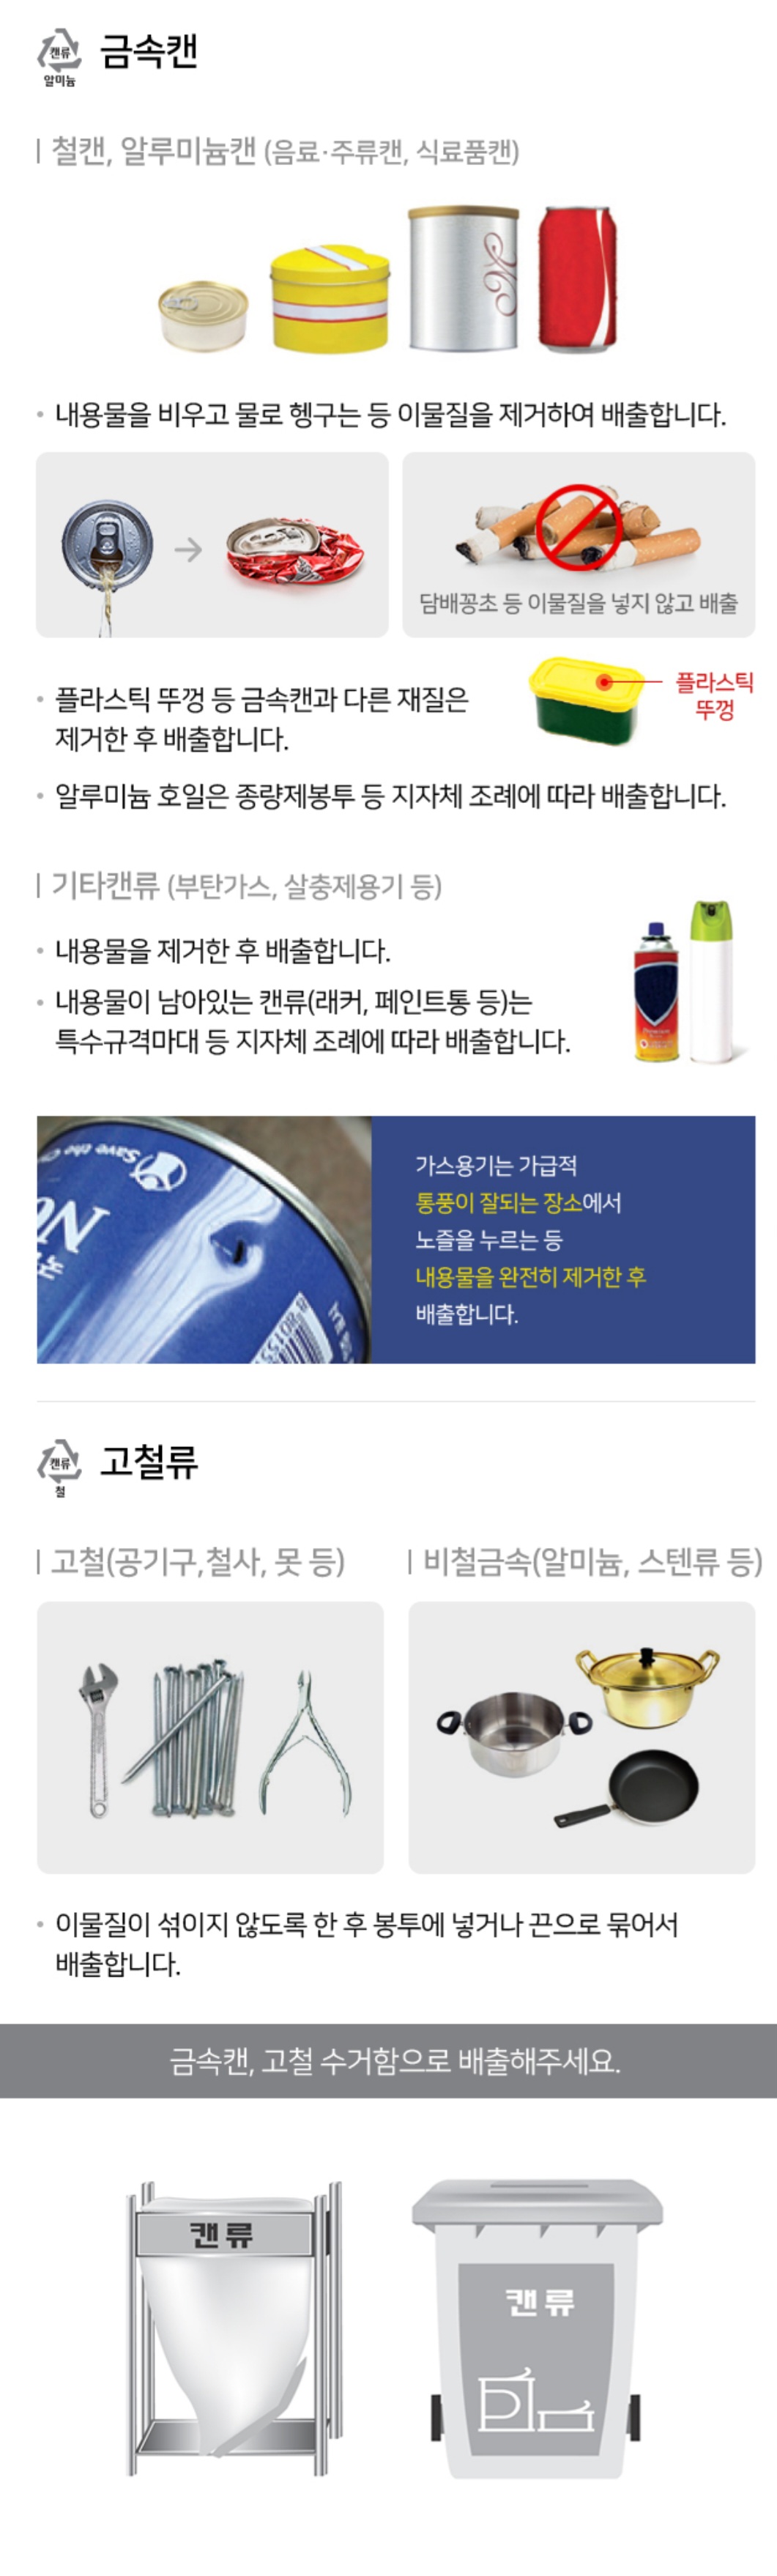 캔류
알미늄
금속캔
철캔, 알루미늄캔 (음료·주류캔, 식료품캔)
• 내용물을 비우고 물로 헹구는 등 이물질을 제거하여 배출합니다.
담배꽁초 등 이물질을 넣지 않고 배출
• 플라스틱 뚜껑 등 금속캔과 다른 재질은
제거한 후 배출합니다.
플라스틱
뚜껑
• 알루미늄 호일은 종량제봉투 등 지자체 조례에 따라 배출합니다.
기타캔류 (부탄가스, 살충제용기 등)
• 내용물을 제거한 후 배출합니다.
• 내용물이 남아있는 캔류(래커, 페인트통 등)는
특수규격마대 등 지자체 조례에 따라 배출합니다.
Save the
NO
가스용기는 가급적
통풍이 잘되는 장소에서
노즐을 누르는 등
내용물을 완전히 제거한 후
배출합니다.
캔류
철
고철류
고철(공기구,철사, 못 등)
비철금속(알미늄, 스텐류 등)
• 이물질이 섞이지 않도록 한 후 봉투에 넣거나 끈으로 묶어서
배출합니다.
금속캔, 고철 수거함으로 배출해주세요.
캔류
캔류